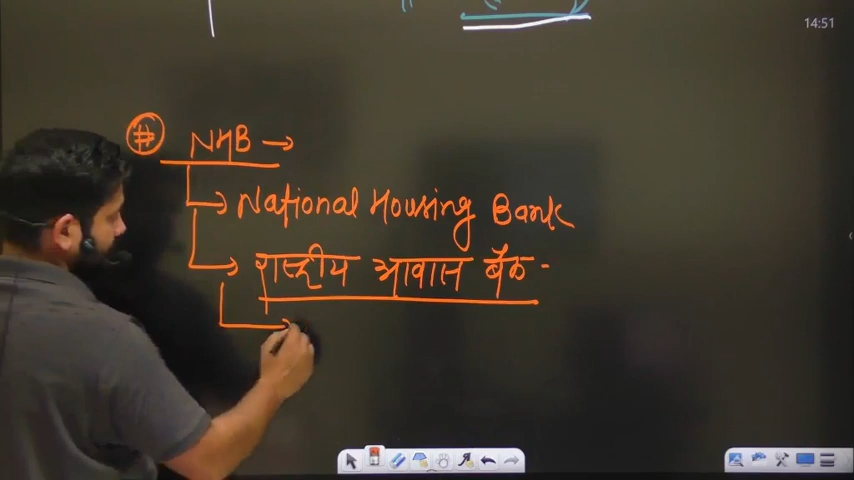 14:51
# NHB →
→ National Housing Bank
→ राष्ट्रीय आवास बैंक -